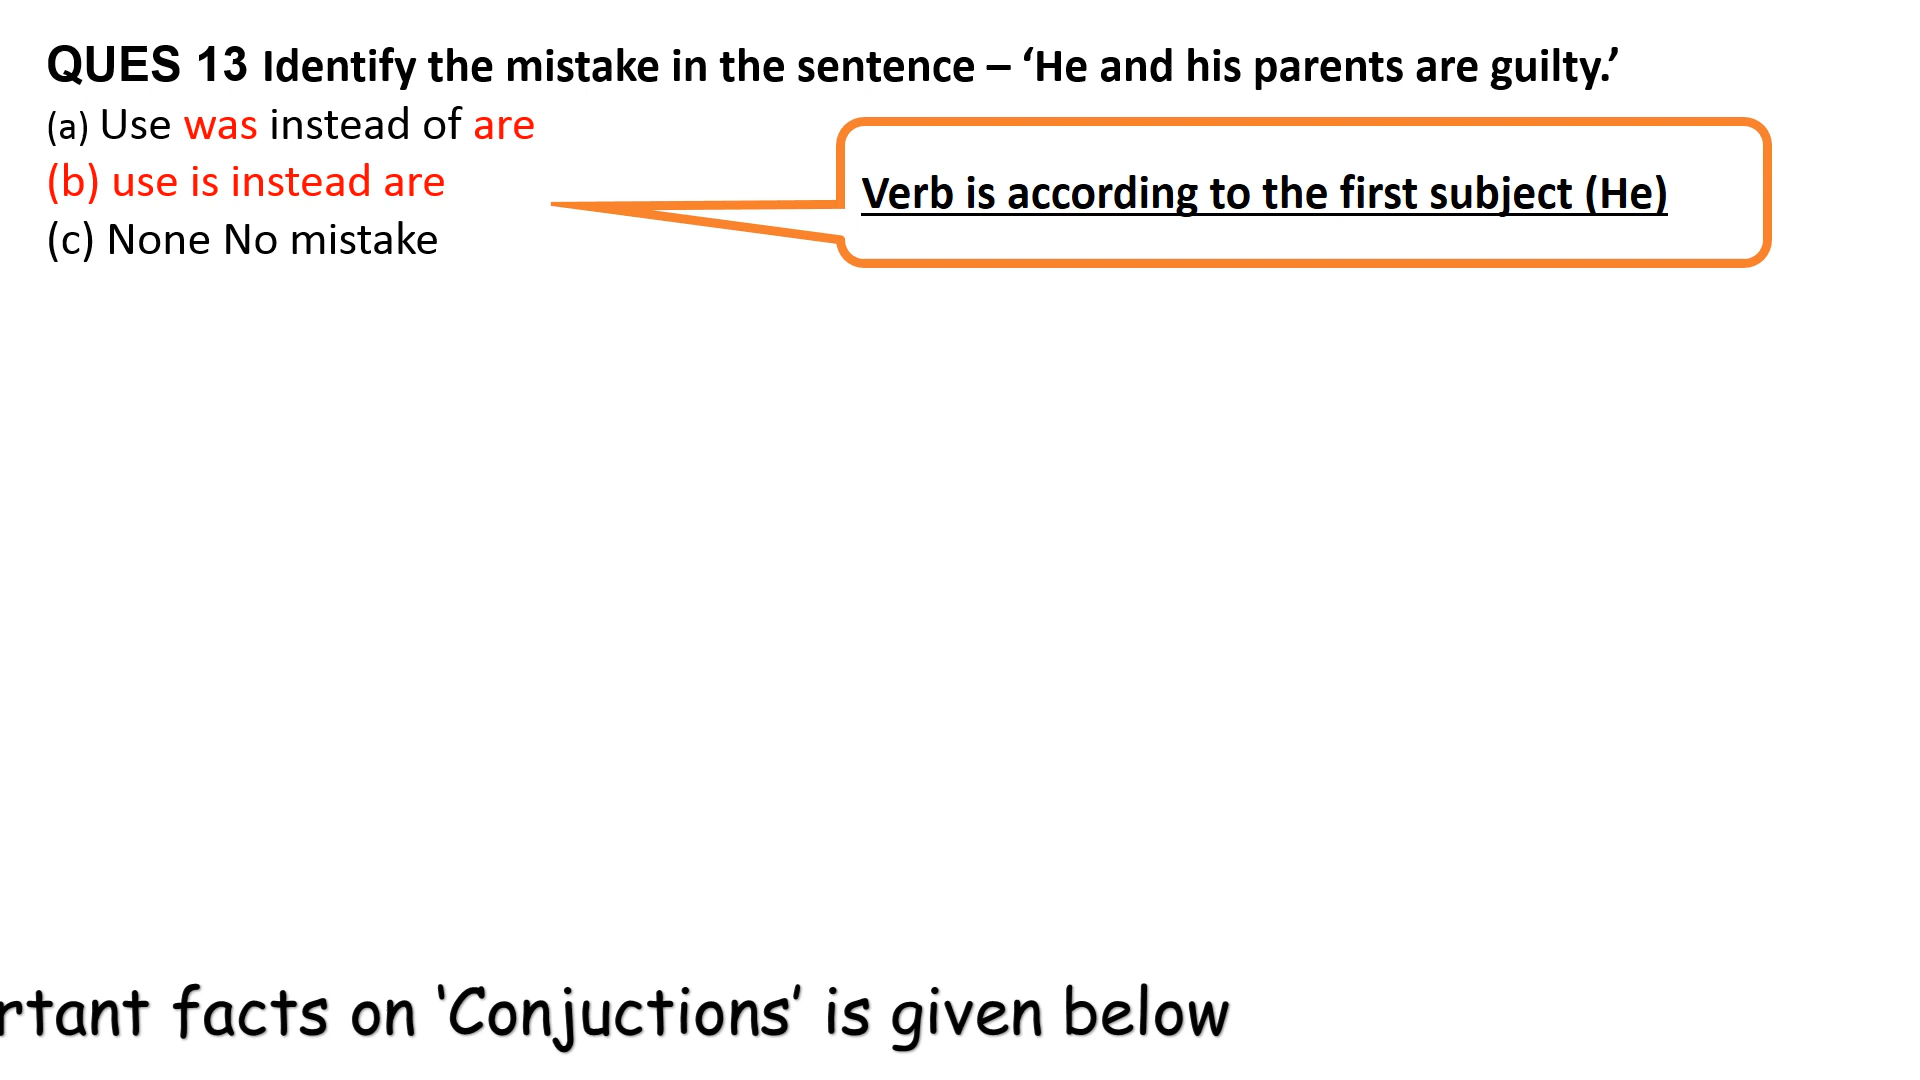 QUES 13 Identify the mistake in the sentence – ‘He and his parents are guilty.’
(a) Use was instead of are
(b) use is instead are
(c) None No mistake
Verb is according to the first subject (He)
rtant facts on ‘Conjuctions’ is given below